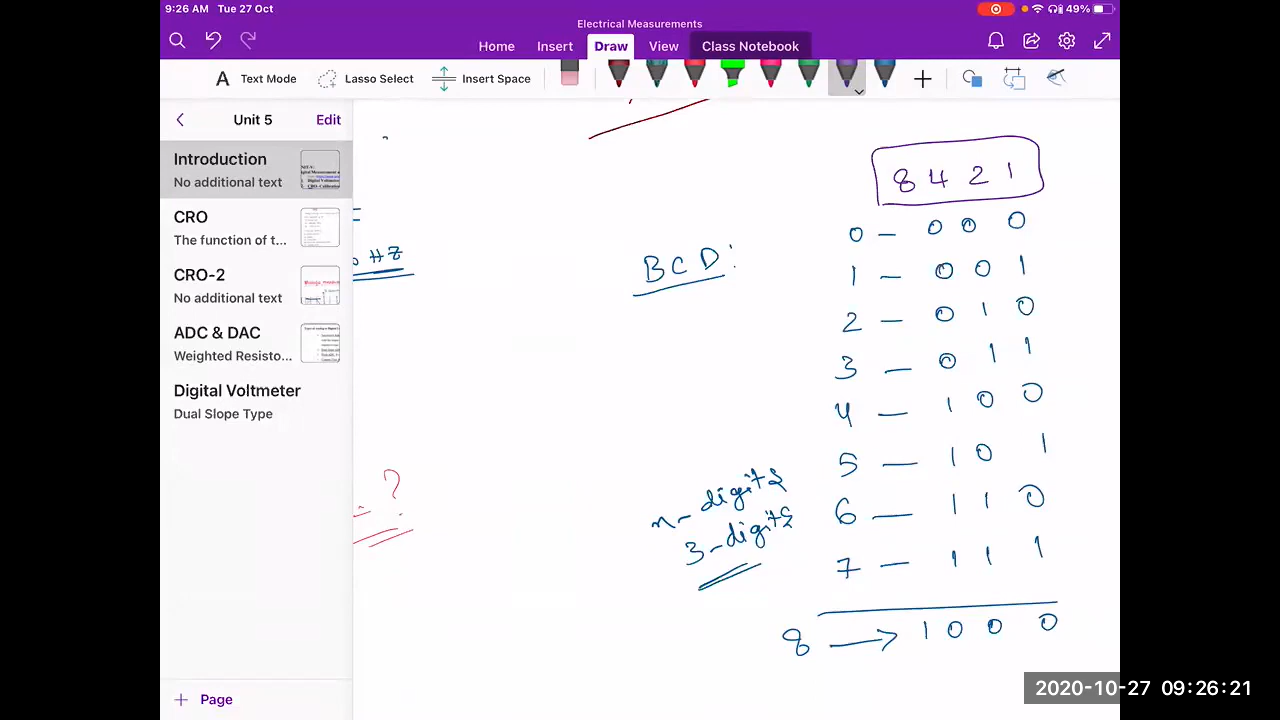 9:26 AM Tue 27 Oct
49%
Electrical Measurements
Home Insert Draw View Class Notebook
A Text Mode Lasso Select Insert Space
Unit 5 Edit
Introduction
No additional text
CRO
The function of t...
CRO-2
No additional text
ADC & DAC
Weighted Resisto...
Digital Voltmeter
Dual Slope Type
+ Page
HZ
?
BCD:
n-digits
3-digits
8 4 2 1
0 — 0 0 0
1 — 0 0 1
2 — 0 1 0
3 — 0 1 1
4 — 1 0 0
5 — 1 0 1
6 — 1 1 0
7 — 1 1 1
8 → 1 0 0 0
2020-10-27 09:26:21